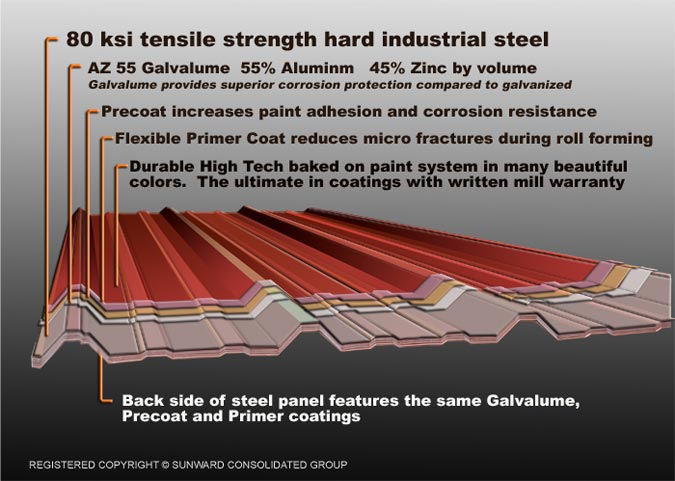 80 ksi tensile strength hard industrial steel
AZ 55 Galvalume 55% Aluminm 45% Zinc by volume
Galvalume provides superior corrosion protection compared to galvanized
Precoat increases paint adhesion and corrosion resistance
Flexible Primer Coat reduces micro fractures during roll forming
Durable High Tech baked on paint system in many beautiful
colors. The ultimate in coatings with written mill warranty
Back side of steel panel features the same Galvalume,
Precoat and Primer coatings
REGISTERED COPYRIGHT © SUNWARD CONSOLIDATED GROUP